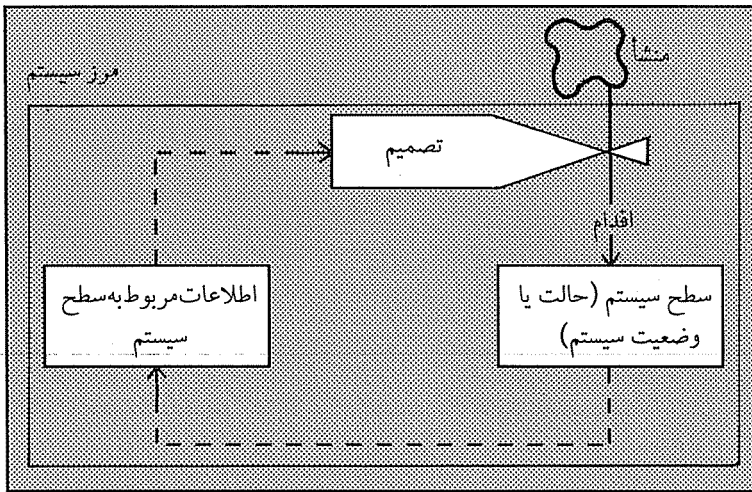 منشأ
مرز سیستم
تصمیم
اقدام
سطح سیستم (حالت یا
وضعیت سیستم)
اطلاعات مربوط به سطح
سیستم